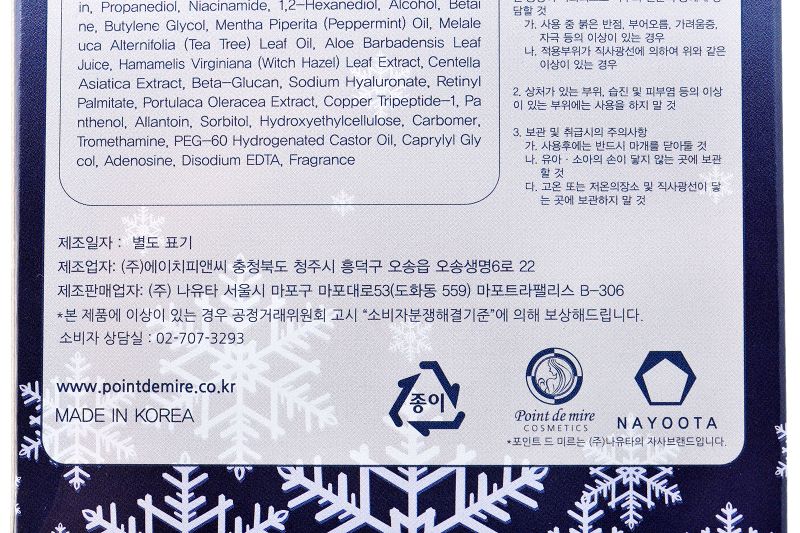 in, Propanediol, Niacinamide, 1,2-Hexanediol, Alcohol, Betai
ne, Butylene Glycol, Mentha Piperita (Peppermint) Oil, Melale
uca Alternifolia (Tea Tree) Leaf Oil, Aloe Barbadensis Leaf
Juice, Hamamelis Virginiana (Witch Hazel) Leaf Extract, Centella
Asiatica Extract, Beta-Glucan, Sodium Hyaluronate, Retinyl
Palmitate, Portulaca Oleracea Extract, Copper Tripeptide-1, Pa
nthenol, Allantoin, Sorbitol, Hydroxyethylcellulose, Carbomer,
Tromethamine, PEG-60 Hydrogenated Castor Oil, Caprylyl Gly
col, Adenosine, Disodium EDTA, Fragrance
담할 것
가. 사용 중 붉은 반점, 부어오름, 가려움증,
자극 등의 이상이 있는 경우
나. 적용부위가 직사광선에 의하여 위와 같은
이상이 있는 경우
2. 상처가 있는 부위, 습진 및 피부염 등의 이상
이 있는 부위에는 사용을 하지 말 것
3. 보관 및 취급시의 주의사항
가. 사용후에는 반드시 마개를 닫아둘 것
나. 유아·소아의 손이 닿지 않는 곳에 보관
할 것
다. 고온 또는 저온의장소 및 직사광선이 닿
는 곳에 보관하지 말 것
제조일자 : 별도 표기
제조업자: (주)에이치피앤씨 충청북도 청주시 흥덕구 오송읍 오송생명6로 22
제조판매업자: (주) 나유타 서울시 마포구 마포대로53(도화동 559) 마포트라팰리스 B-306
*본 제품에 이상이 있는 경우 공정거래위원회 고시 "소비자분쟁해결기준"에 의해 보상해드립니다.
소비자 상담실 : 02-707-3293
www.pointdemire.co.kr
MADE IN KOREA
종이
Point de mire
COSMETICS
NAYOOTA
*포인트 드 미르는 (주)나유타의 자사브랜드입니다.